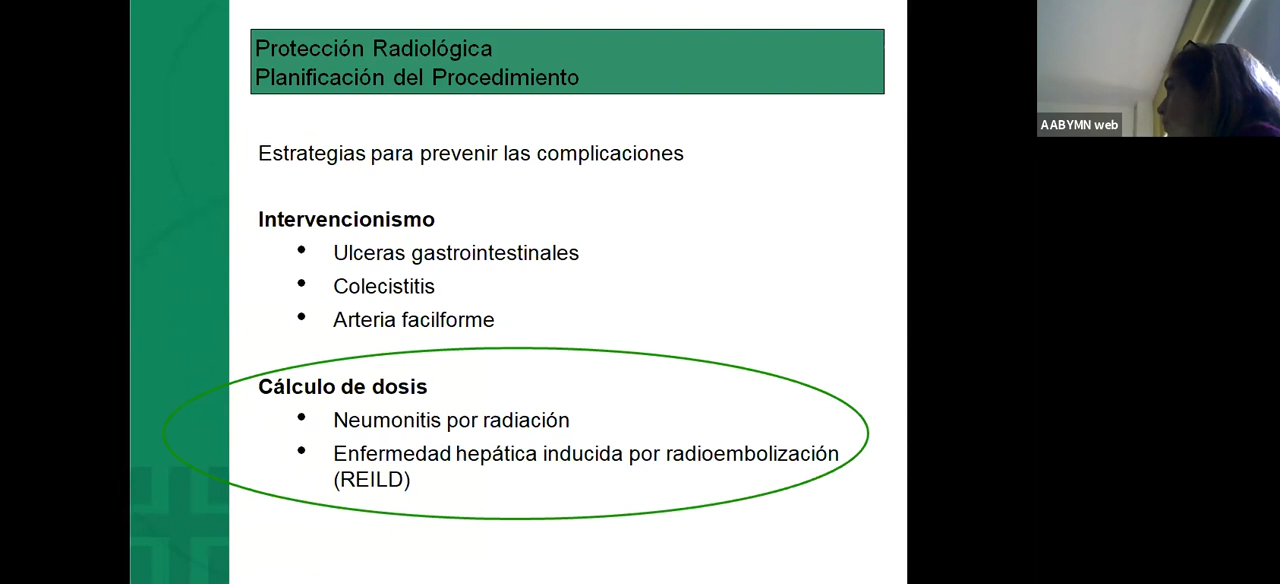 Protección Radiológica
Planificación del Procedimiento
AABYMN web
Estrategias para prevenir las complicaciones
Intervencionismo
• Ulceras gastrointestinales
• Colecistitis
• Arteria facilforme
Cálculo de dosis
• Neumonitis por radiación
• Enfermedad hepática inducida por radioembolización
(REILD)